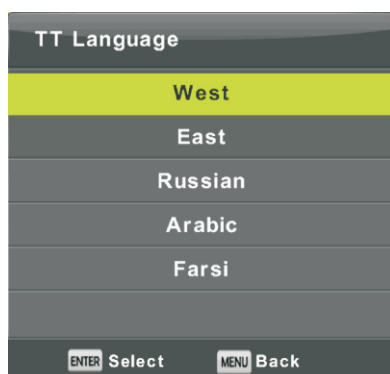 TT Language
West
East
Russian
Arabic
Farsi
ENTER Select MENU Back